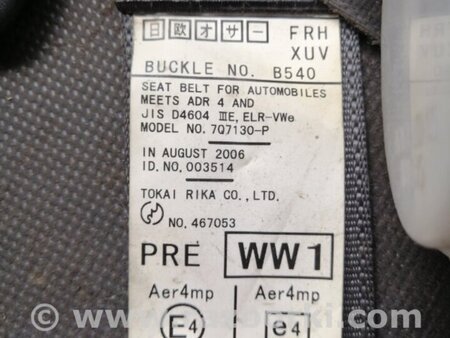 日 欧 オ サ ー FRH
XUV
BUCKLE NO. B540
SEAT BELT FOR AUTOMOBILES
MEETS ADR 4 AND
JIS D4604 ⅢE, ELR-VWe
MODEL NO. 7Q7130-P
IN AUGUST 2006
ID. NO. 003514
TOKAI RIKA CO., LTD.
NO. 467053
PRE WW1
Aer4mp Aer4mp
E4 e4